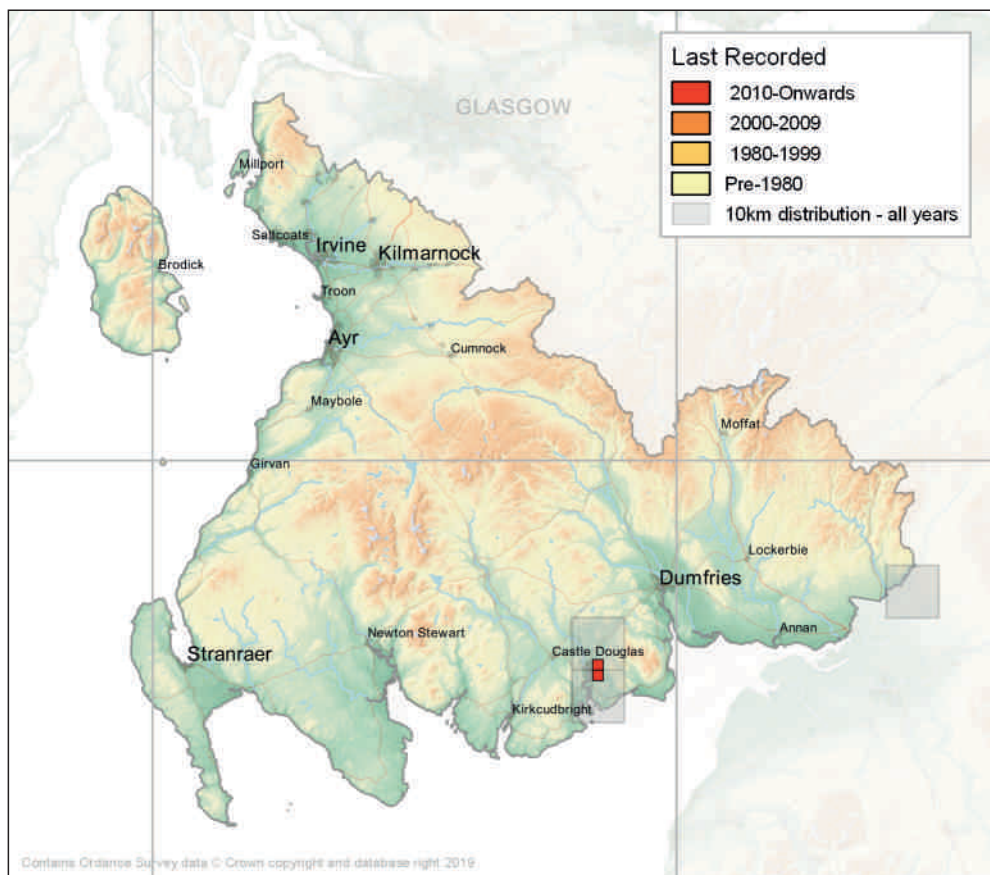 GLASGOW
Last Recorded
2010-Onwards
2000-2009
1980-1999
Pre-1980
10km distribution - all years
Millport
Saltcoats
Irvine
Kilmarnock
Brodick
Troon
Ayr
Cumnock
Maybole
Moffat
Girvan
Lockerbie
Dumfries
Annan
Newton Stewart
Castle Douglas
Stranraer
Kirkcudbright
Contains Ordance Survey data © Crown copyright and database right 2019